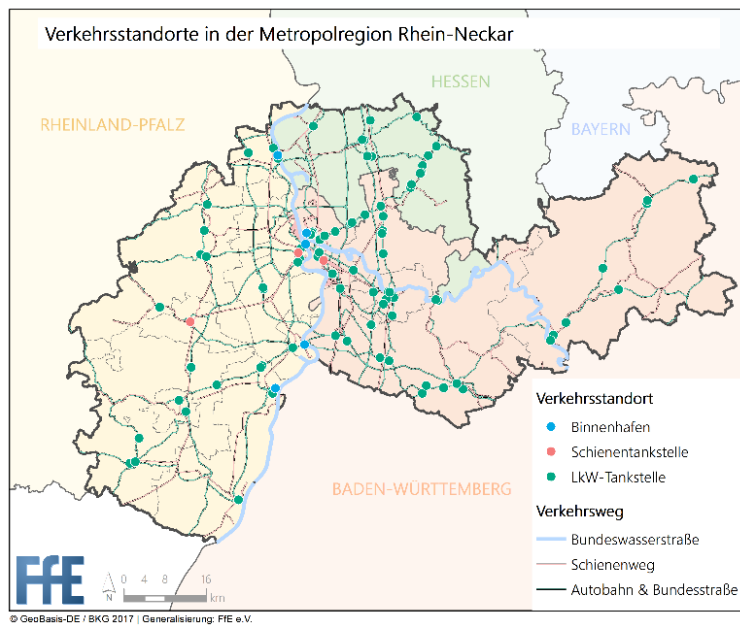 Verkehrsstandorte in der Metropolregion Rhein-Neckar
HESSEN
RHEINLAND-PFALZ
BAYERN
Verkehrsstandort
Binnenhafen
Schienentankstelle
LkW-Tankstelle
BADEN-WÜRTTEMBERG
Verkehrsweg
Bundeswasserstraße
Schienenweg
Autobahn & Bundesstraße
FfE
N
0 4 8 16
km
© GeoBasis-DE / BKG 2017 | Generalisierung: FfE e.V.